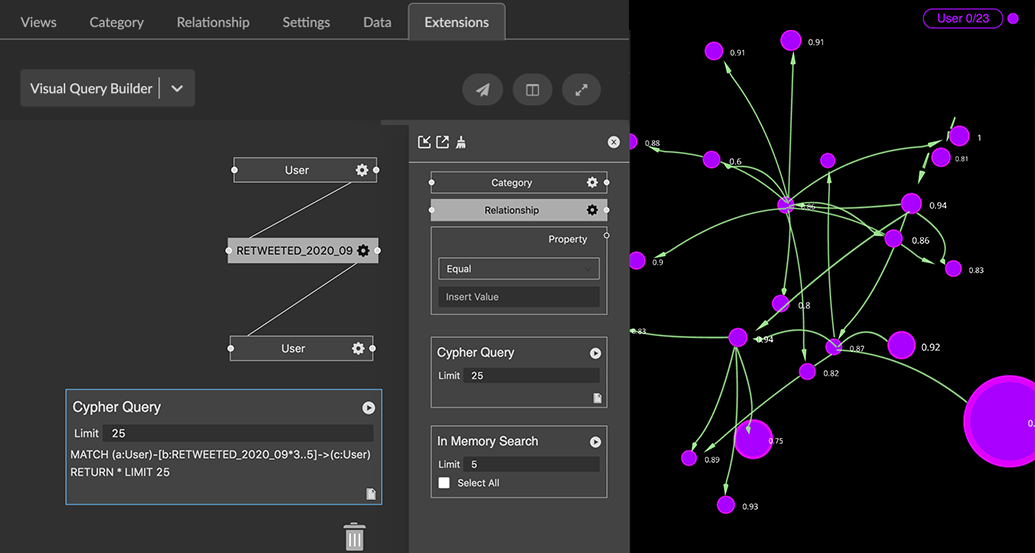 Views
Category
Relationship
Settings
Data
Extensions
Visual Query Builder
User
RETWEETED_2020_09
User
Cypher Query
Limit 25
MATCH (a:User)-[b:RETWEETED_2020_09*3..5]->(c:User)
RETURN * LIMIT 25
Category
Relationship
Property
Equal
Insert Value
Cypher Query
Limit 25
In Memory Search
Limit 5
Select All
User 0/23
0.91
0.91
0.88
0.6
1
0.81
0.94
0.86
0.9
0.83
0.8
0.94
0.87
0.92
0.82
0.75
0.89
0.93